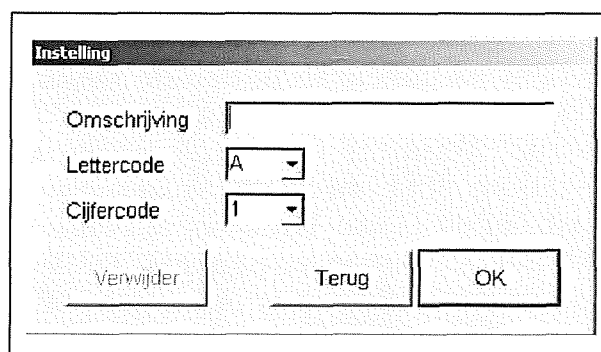 Instelling
Omschrijving
Lettercode A
Cijfercode 1
Verwijder Terug OK